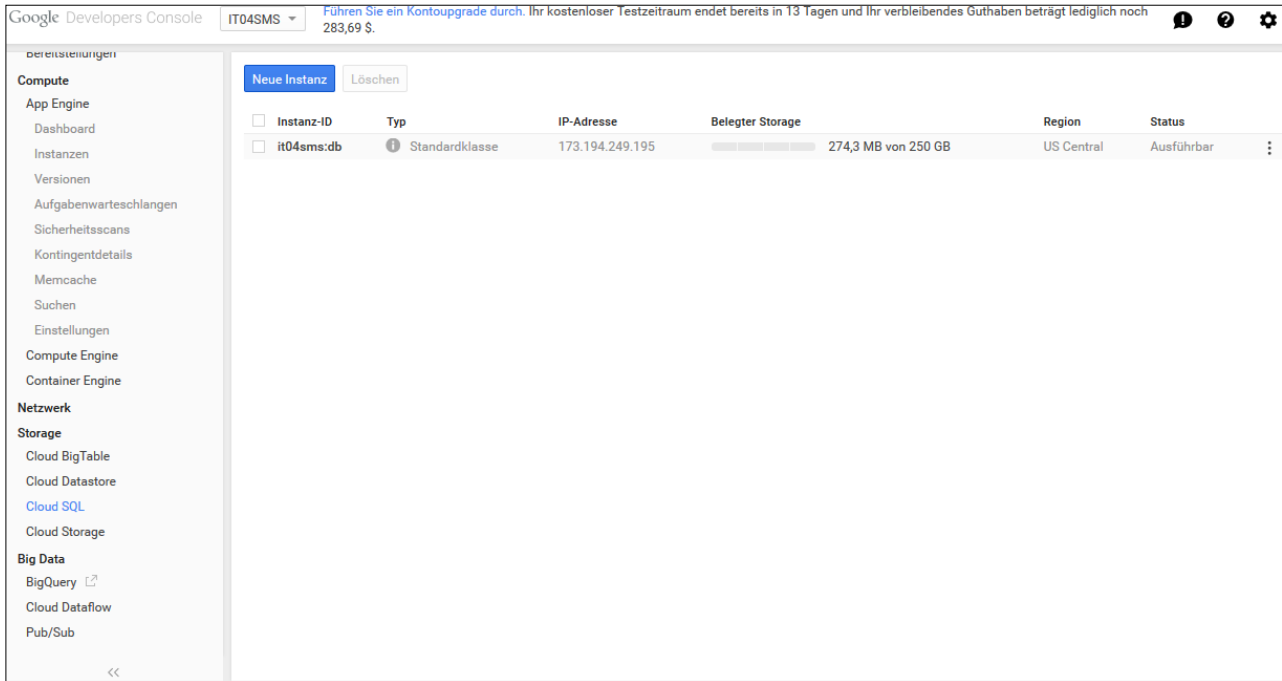 Google Developers Console
IT04SMS
Führen Sie ein Kontoupgrade durch. Ihr kostenloser Testzeitraum endet bereits in 13 Tagen und Ihr verbleibendes Guthaben beträgt lediglich noch
283,69 $.
Bereitstellungen
Compute
App Engine
Dashboard
Instanzen
Versionen
Aufgabenwarteschlangen
Sicherheitsscans
Kontingentdetails
Memcache
Suchen
Einstellungen
Compute Engine
Container Engine
Netzwerk
Storage
Cloud BigTable
Cloud Datastore
Cloud SQL
Cloud Storage
Big Data
BigQuery
Cloud Dataflow
Pub/Sub
Neue Instanz Löschen
Instanz-ID Typ IP-Adresse Belegter Storage Region Status
it04sms:db Standardklasse 173.194.249.195 274,3 MB von 250 GB US Central Ausführbar